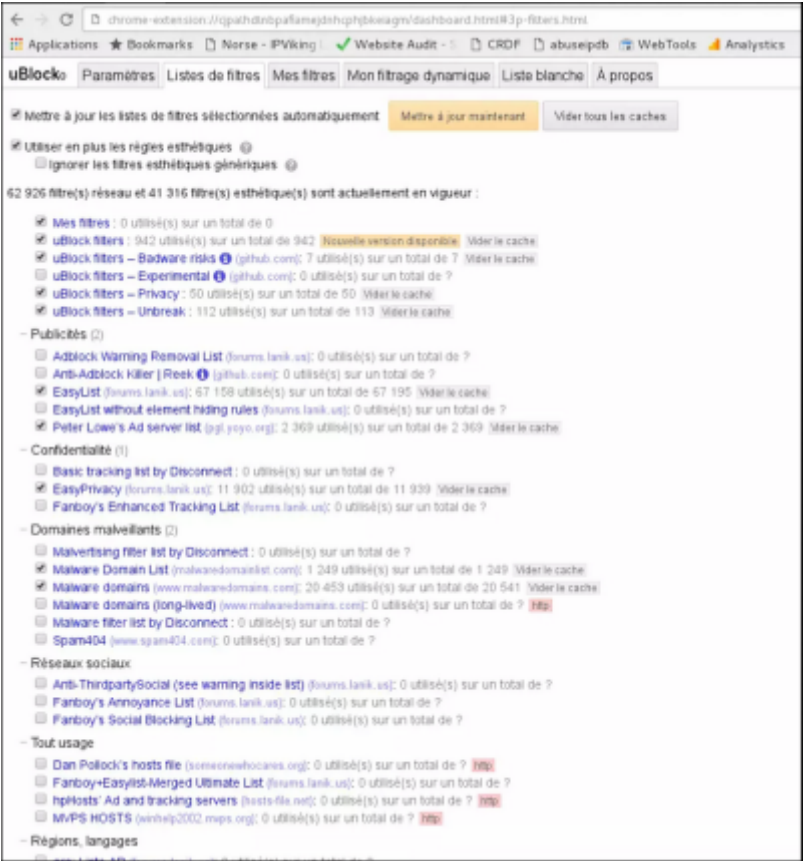 chrome-extension://cjpalhdlnbpafiamejdnhcphjbkeiagm/dashboard.html#3p-filters.html
Applications Bookmarks Norse - IPViking | Website Audit - S CRDF abuseipdb WebTools Analystics
uBlock₀ Paramètres Listes de filtres Mes filtres Mon filtrage dynamique Liste blanche À propos
Mettre à jour les listes de filtres sélectionnées automatiquement Mettre à jour maintenant Vider tous les caches
Utiliser en plus les règles esthétiques
Ignorer les filtres esthétiques génériques
62 926 filtre(s) réseau et 41 316 filtre(s) esthétique(s) sont actuellement en vigueur :
Mes filtres : 0 utilisé(s) sur un total de 0
uBlock filters : 942 utilisé(s) sur un total de 942 Nouvelle version disponible Vider le cache
uBlock filters – Badware risks (github.com): 7 utilisé(s) sur un total de 7 Vider le cache
uBlock filters – Experimental (github.com): 0 utilisé(s) sur un total de ?
uBlock filters – Privacy : 50 utilisé(s) sur un total de 50 Vider le cache
uBlock filters – Unbreak : 112 utilisé(s) sur un total de 113 Vider le cache
– Publicités (2)
Adblock Warning Removal List (forums.lanik.us): 0 utilisé(s) sur un total de ?
Anti-Adblock Killer | Reek (github.com): 0 utilisé(s) sur un total de ?
EasyList (forums.lanik.us): 67 158 utilisé(s) sur un total de 67 195 Vider le cache
EasyList without element hiding rules (forums.lanik.us): 0 utilisé(s) sur un total de ?
Peter Lowe's Ad server list (pgl.yoyo.org): 2 369 utilisé(s) sur un total de 2 369 Vider le cache
– Confidentialité (1)
Basic tracking list by Disconnect : 0 utilisé(s) sur un total de ?
EasyPrivacy (forums.lanik.us): 11 902 utilisé(s) sur un total de 11 939 Vider le cache
Fanboy's Enhanced Tracking List (forums.lanik.us): 0 utilisé(s) sur un total de ?
– Domaines malveillants (2)
Malvertising filter list by Disconnect : 0 utilisé(s) sur un total de ?
Malware Domain List (malwaredomainlist.com): 1 249 utilisé(s) sur un total de 1 249 Vider le cache
Malware domains (www.malwaredomains.com): 20 453 utilisé(s) sur un total de 20 541 Vider le cache
Malware domains (long-lived) (www.malwaredomains.com): 0 utilisé(s) sur un total de ? http
Malware filter list by Disconnect : 0 utilisé(s) sur un total de ?
Spam404 (www.spam404.com): 0 utilisé(s) sur un total de ?
– Réseaux sociaux
Anti-ThirdpartySocial (see warning inside list) (forums.lanik.us): 0 utilisé(s) sur un total de ?
Fanboy's Annoyance List (forums.lanik.us): 0 utilisé(s) sur un total de ?
Fanboy's Social Blocking List (forums.lanik.us): 0 utilisé(s) sur un total de ?
– Tout usage
Dan Pollock's hosts file (someonewhocares.org): 0 utilisé(s) sur un total de ? http
Fanboy+Easylist-Merged Ultimate List (forums.lanik.us): 0 utilisé(s) sur un total de ?
hpHosts' Ad and tracking servers (hosts-file.net): 0 utilisé(s) sur un total de ? http
MVPS HOSTS (winhelp2002.mvps.org): 0 utilisé(s) sur un total de ? http
– Régions, langages